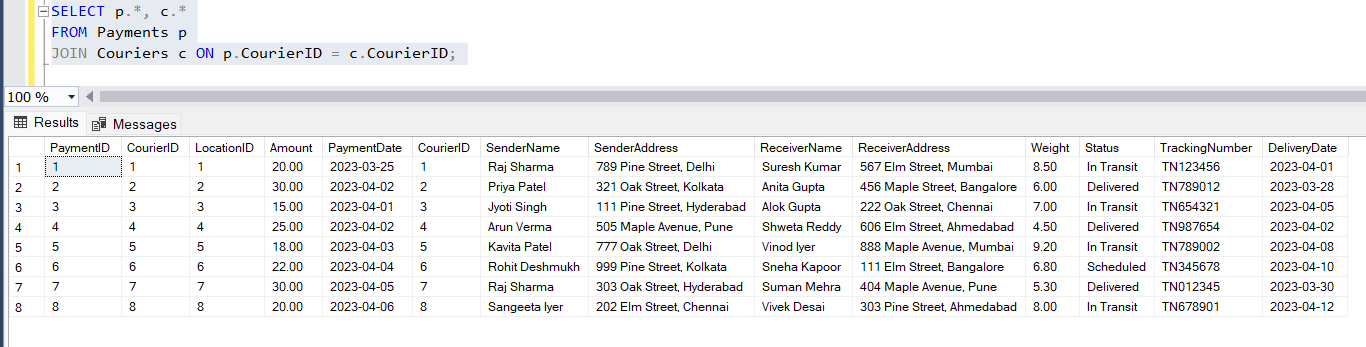 SELECT p.*, c.*
FROM Payments p
JOIN Couriers c ON p.CourierID = c.CourierID;
100 %
Results Messages
PaymentID CourierID LocationID Amount PaymentDate CourierID SenderName SenderAddress ReceiverName ReceiverAddress Weight Status TrackingNumber DeliveryDate
1 1 1 1 20.00 2023-03-25 1 Raj Sharma 789 Pine Street, Delhi Suresh Kumar 567 Elm Street, Mumbai 8.50 In Transit TN123456 2023-04-01
2 2 2 2 30.00 2023-04-02 2 Priya Patel 321 Oak Street, Kolkata Anita Gupta 456 Maple Street, Bangalore 6.00 Delivered TN789012 2023-03-28
3 3 3 3 15.00 2023-04-01 3 Jyoti Singh 111 Pine Street, Hyderabad Alok Gupta 222 Oak Street, Chennai 7.00 In Transit TN654321 2023-04-05
4 4 4 4 25.00 2023-04-02 4 Arun Verma 505 Maple Avenue, Pune Shweta Reddy 606 Elm Street, Ahmedabad 4.50 Delivered TN987654 2023-04-02
5 5 5 5 18.00 2023-04-03 5 Kavita Patel 777 Oak Street, Delhi Vinod Iyer 888 Maple Avenue, Mumbai 9.20 In Transit TN789002 2023-04-08
6 6 6 6 22.00 2023-04-04 6 Rohit Deshmukh 999 Pine Street, Kolkata Sneha Kapoor 111 Elm Street, Bangalore 6.80 Scheduled TN345678 2023-04-10
7 7 7 7 30.00 2023-04-05 7 Raj Sharma 303 Oak Street, Hyderabad Suman Mehra 404 Maple Avenue, Pune 5.30 Delivered TN012345 2023-03-30
8 8 8 8 20.00 2023-04-06 8 Sangeeta Iyer 202 Elm Street, Chennai Vivek Desai 303 Pine Street, Ahmedabad 8.00 In Transit TN678901 2023-04-12